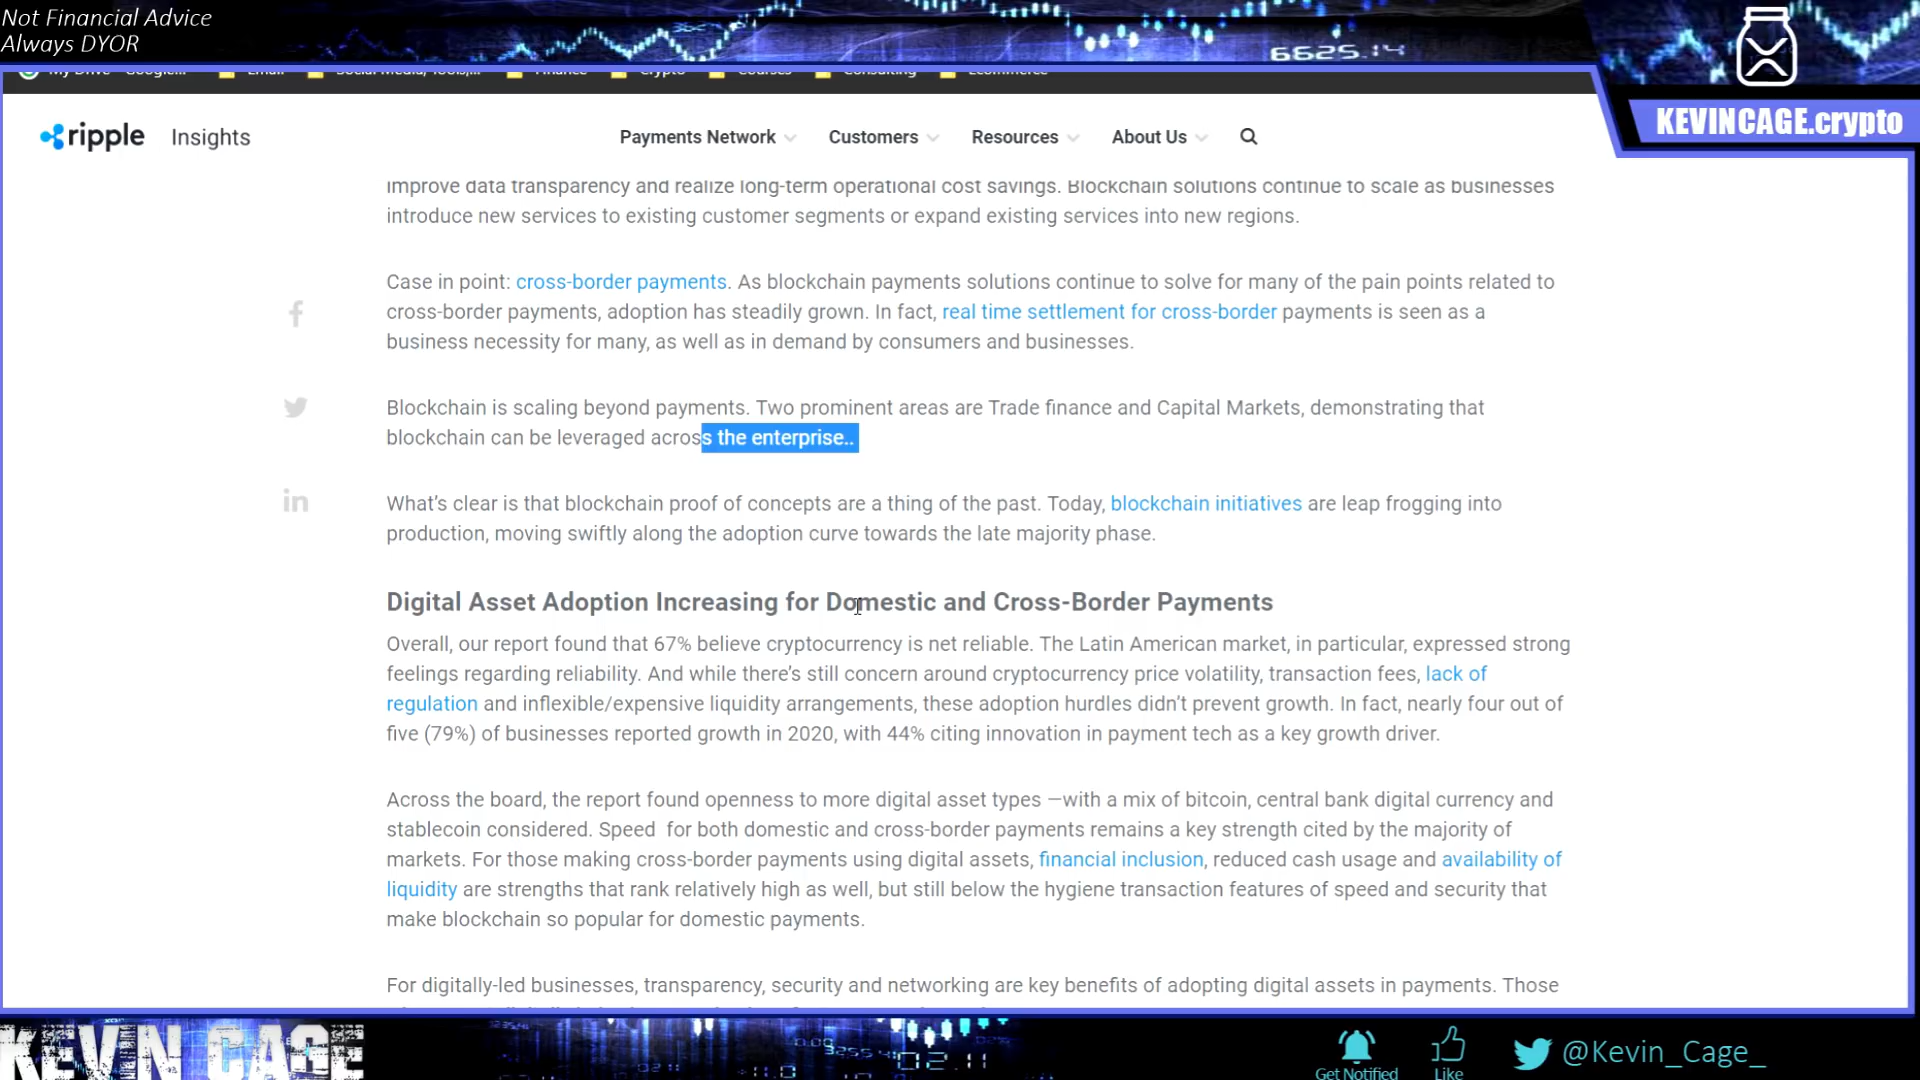 Not Financial Advice
Always DYOR
6625.14
My Drive - Google... Email Social Media, Tools,... Finance Crypto Courses Consulting Ecommerce
KEVINCAGE.crypto
ripple Insights Payments Network Customers Resources About Us
improve data transparency and realize long-term operational cost savings. Blockchain solutions continue to scale as businesses
introduce new services to existing customer segments or expand existing services into new regions.
Case in point: cross-border payments. As blockchain payments solutions continue to solve for many of the pain points related to
cross-border payments, adoption has steadily grown. In fact, real time settlement for cross-border payments is seen as a
business necessity for many, as well as in demand by consumers and businesses.
Blockchain is scaling beyond payments. Two prominent areas are Trade finance and Capital Markets, demonstrating that
blockchain can be leveraged across the enterprise..
What’s clear is that blockchain proof of concepts are a thing of the past. Today, blockchain initiatives are leap frogging into
production, moving swiftly along the adoption curve towards the late majority phase.
Digital Asset Adoption Increasing for Domestic and Cross-Border Payments
Overall, our report found that 67% believe cryptocurrency is net reliable. The Latin American market, in particular, expressed strong
feelings regarding reliability. And while there’s still concern around cryptocurrency price volatility, transaction fees, lack of
regulation and inflexible/expensive liquidity arrangements, these adoption hurdles didn’t prevent growth. In fact, nearly four out of
five (79%) of businesses reported growth in 2020, with 44% citing innovation in payment tech as a key growth driver.
Across the board, the report found openness to more digital asset types —with a mix of bitcoin, central bank digital currency and
stablecoin considered. Speed  for both domestic and cross-border payments remains a key strength cited by the majority of
markets. For those making cross-border payments using digital assets, financial inclusion, reduced cash usage and availability of
liquidity are strengths that rank relatively high as well, but still below the hygiene transaction features of speed and security that
make blockchain so popular for domestic payments.
For digitally-led businesses, transparency, security and networking are key benefits of adopting digital assets in payments. Those
KEVIN CAGE
02.11
Get Notified
Like
@Kevin_Cage_